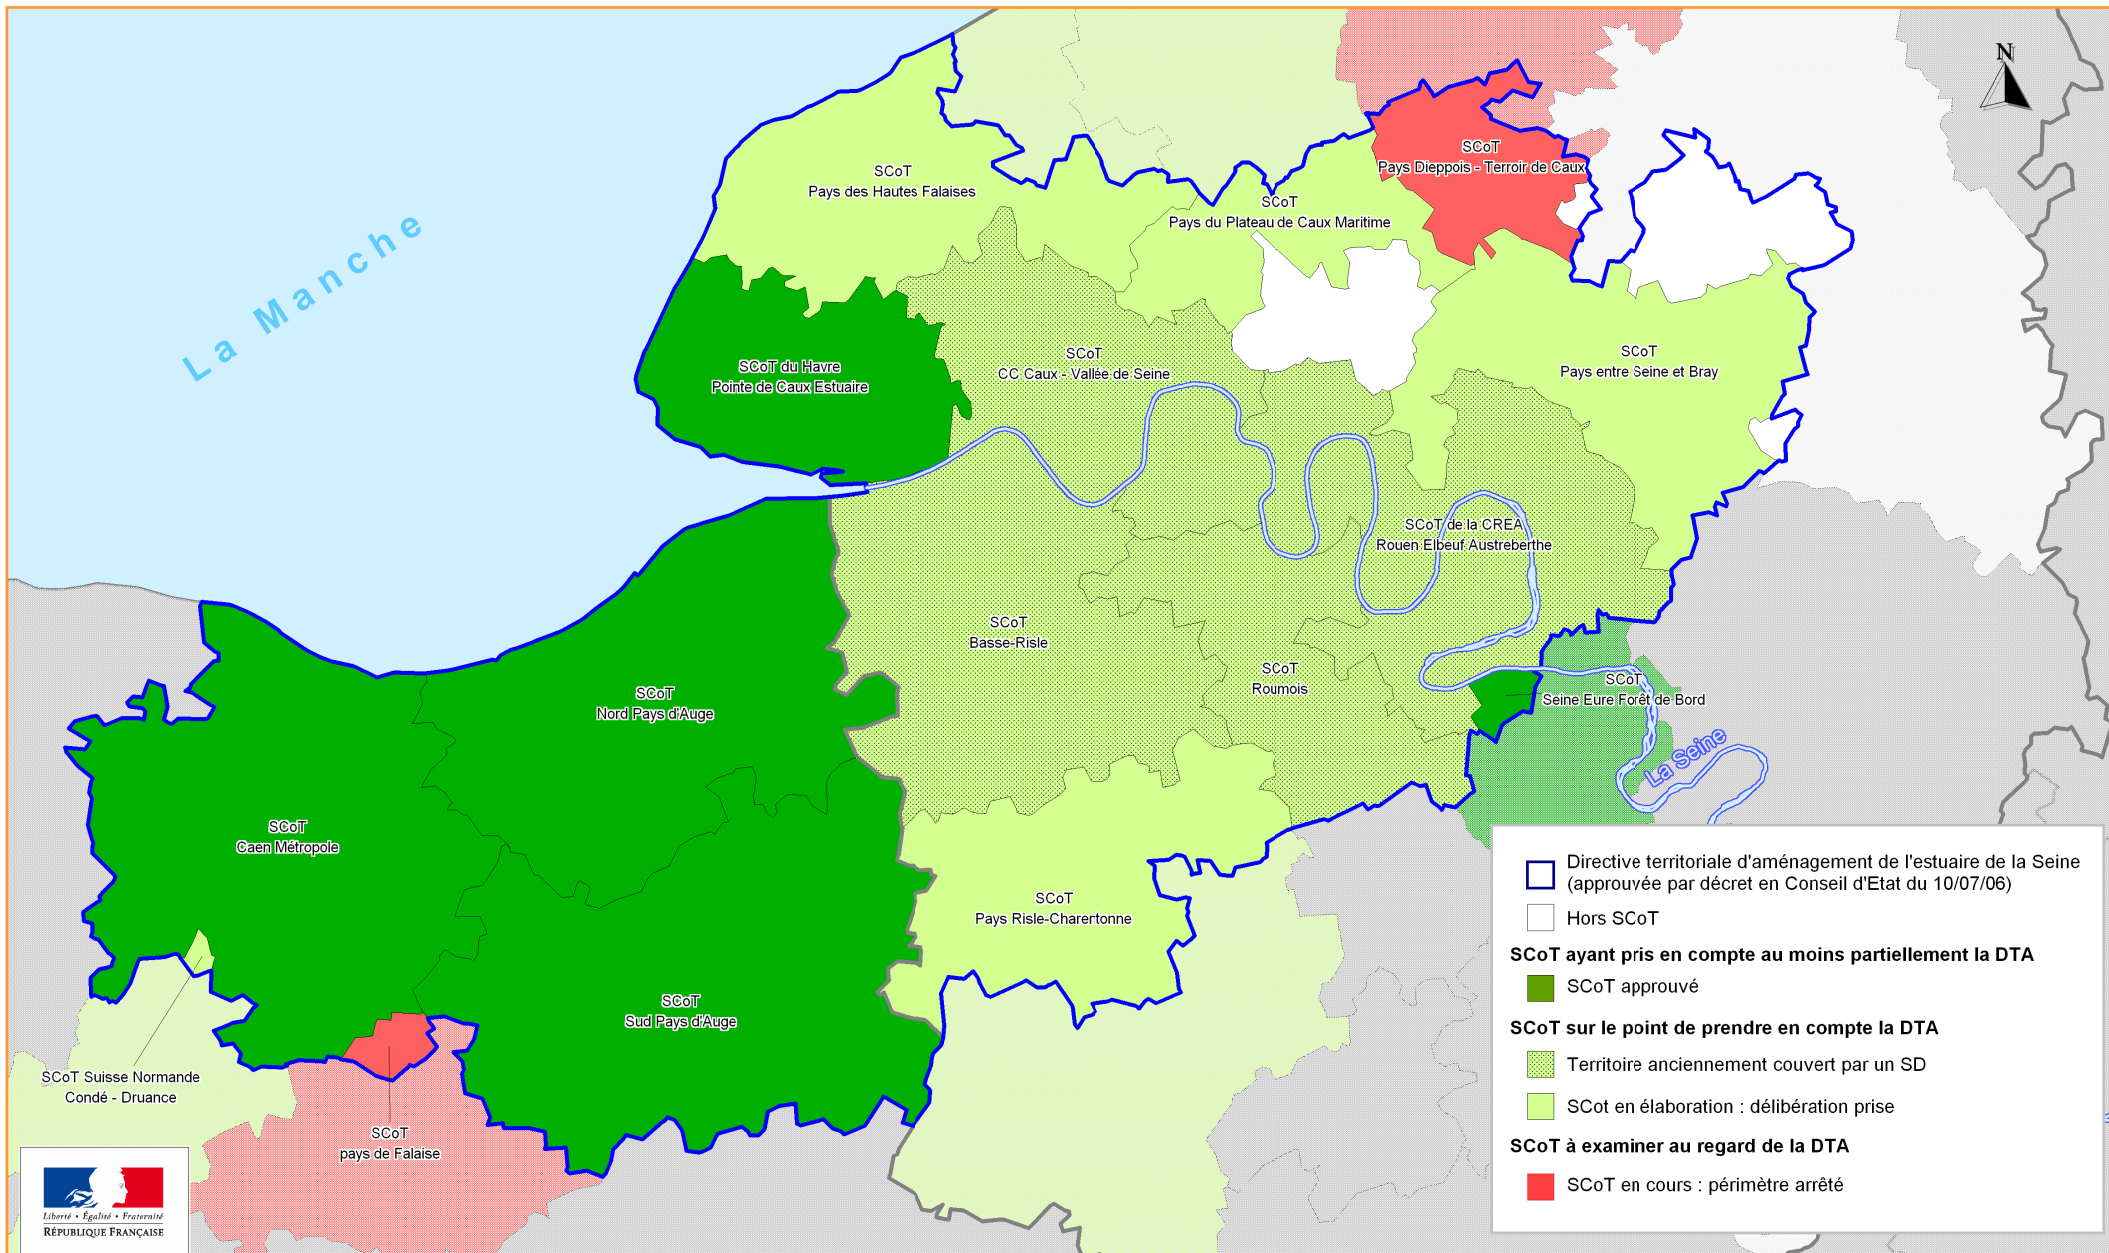 N
La Manche
SCoT
Pays des Hautes Falaises
SCoT
Pays Dieppois - Terroir de Caux
SCoT
Pays du Plateau de Caux Maritime
SCoT du Havre
Pointe de Caux Estuaire
SCoT
CC Caux - Vallée de Seine
SCoT
Pays entre Seine et Bray
SCoT de la CREA
Rouen Elbeuf Austreberthe
SCoT
Basse-Risle
SCoT
Roumois
SCoT
Seine Eure Forêt de Bord
SCoT
Nord Pays d'Auge
La Seine
SCoT
Caen Métropole
SCoT
Pays Risle-Charertonne
SCoT
Sud Pays d'Auge
SCoT Suisse Normande
Condé - Druance
SCoT
pays de Falaise
Directive territoriale d'aménagement de l'estuaire de la Seine
(approuvée par décret en Conseil d'Etat du 10/07/06)
Hors SCoT
SCoT ayant pris en compte au moins partiellement la DTA
SCoT approuvé
SCoT sur le point de prendre en compte la DTA
Territoire anciennement couvert par un SD
SCot en élaboration : délibération prise
SCoT à examiner au regard de la DTA
SCoT en cours : périmètre arrêté
Liberté • Égalité • Fraternité
RÉPUBLIQUE FRANÇAISE